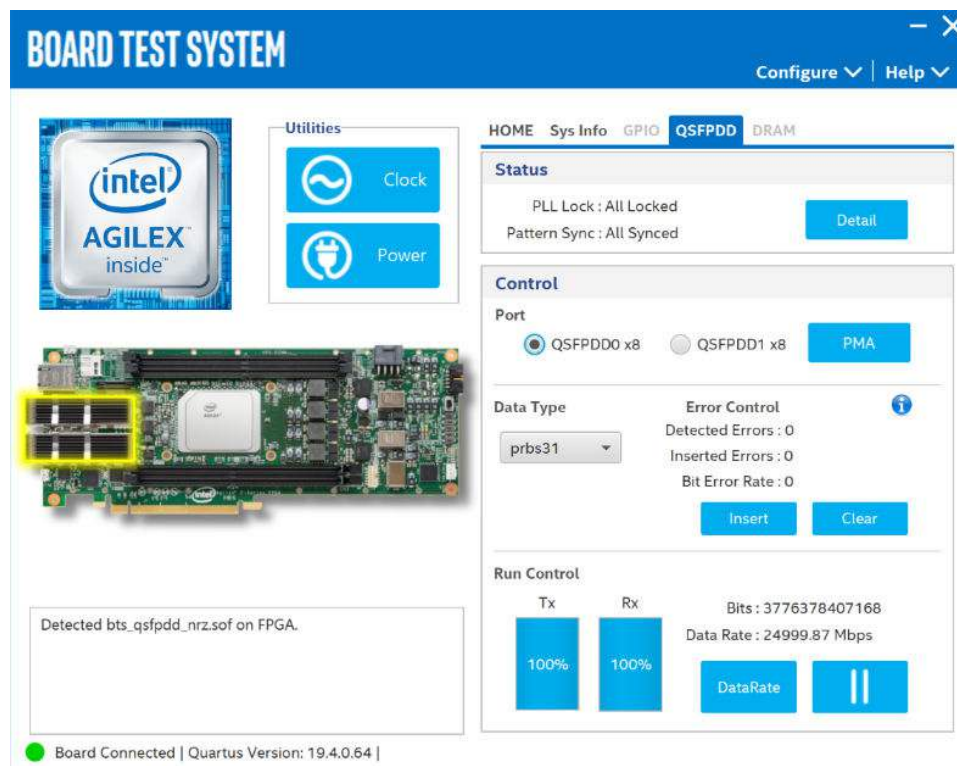 BOARD TEST SYSTEM
Configure | Help
intel
AGILEX™
inside™
Utilities
Clock
Power
HOME Sys Info GPIO QSFPDD DRAM
Status
PLL Lock : All Locked
Pattern Sync : All Synced
Detail
Control
Port
QSFPDD0 x8
QSFPDD1 x8
PMA
Data Type
prbs31
Error Control
Detected Errors : 0
Inserted Errors : 0
Bit Error Rate : 0
Insert
Clear
Run Control
Tx
Rx
100%
100%
Bits : 3776378407168
Data Rate : 24999.87 Mbps
DataRate
Detected bts_qsfpdd_nrz.sof on FPGA.
Board Connected | Quartus Version: 19.4.0.64 |